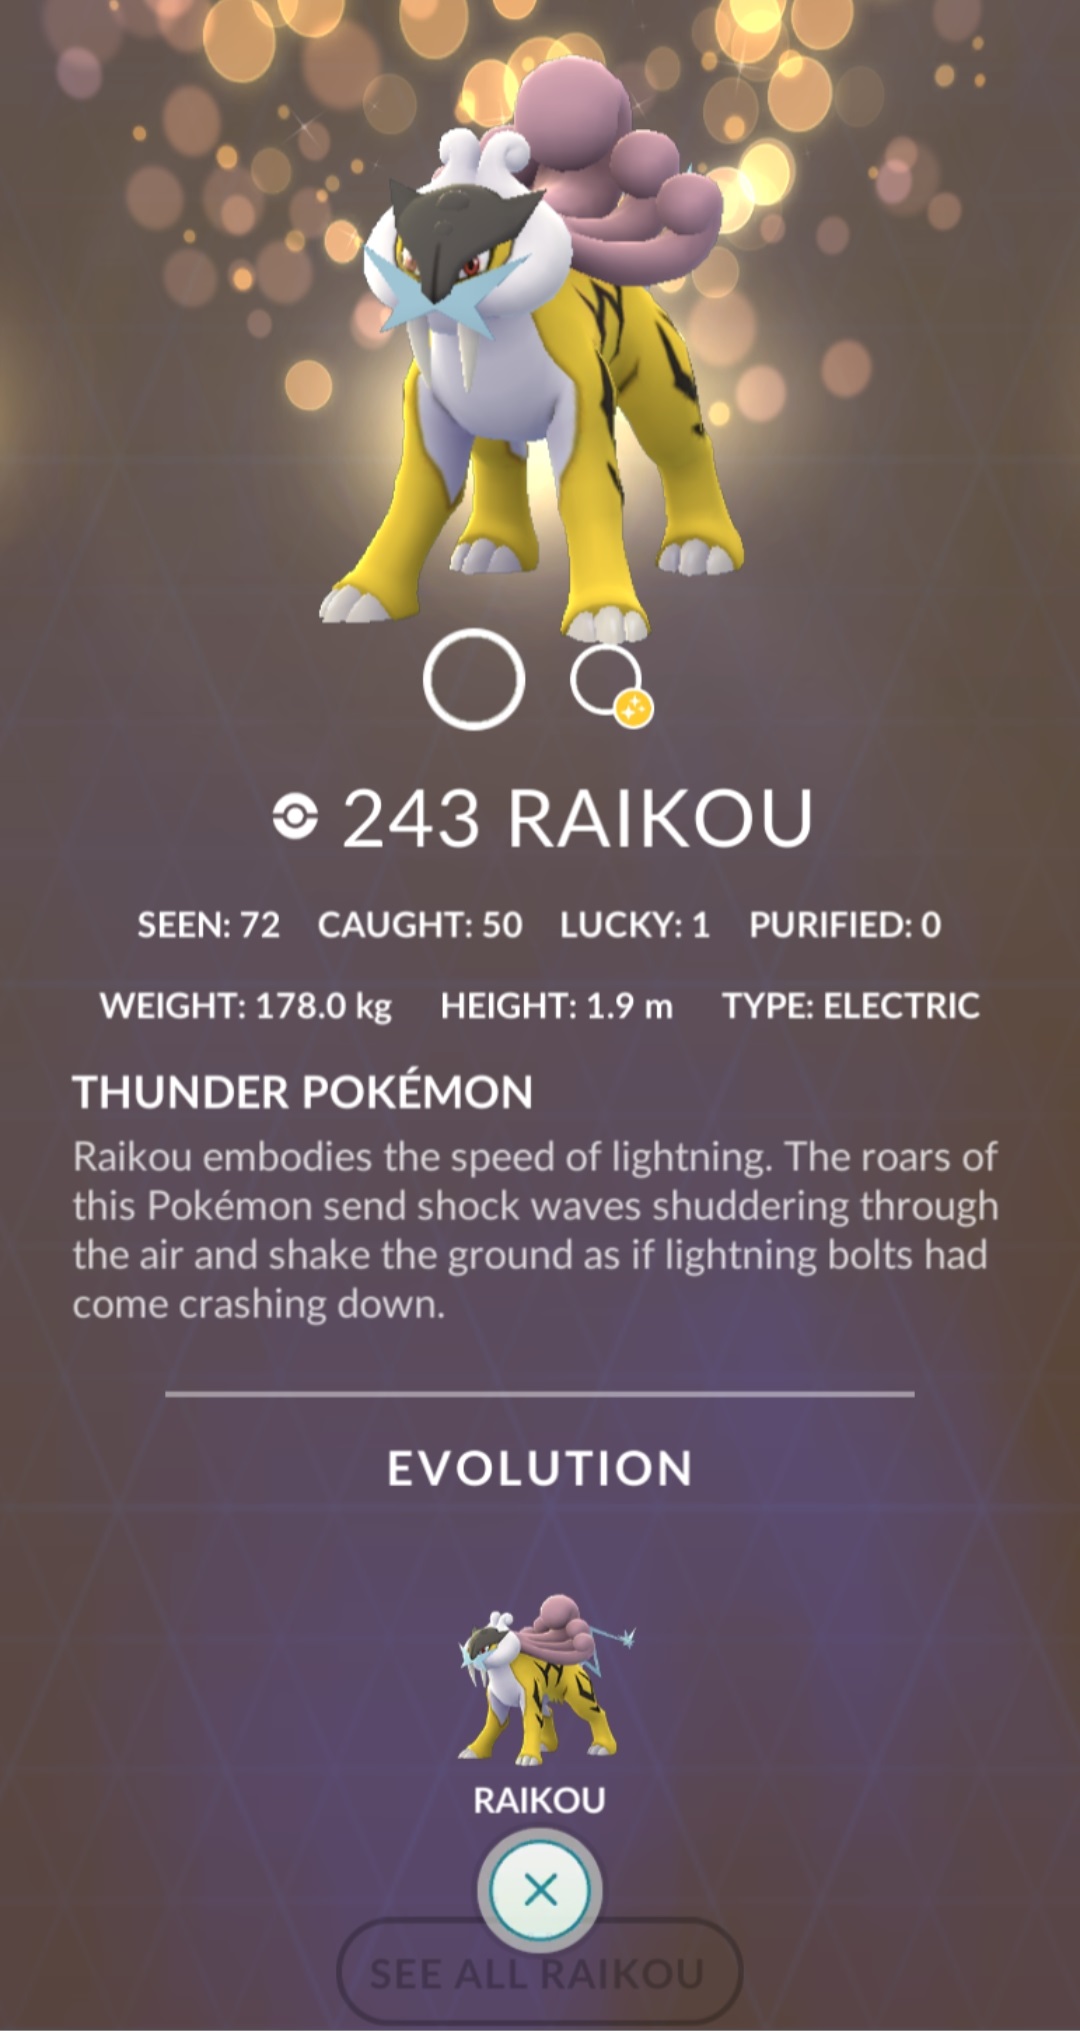 243 RAIKOU
SEEN: 72 CAUGHT: 50 LUCKY: 1 PURIFIED: 0
WEIGHT: 178.0 kg HEIGHT: 1.9 m TYPE: ELECTRIC
THUNDER POKÉMON
Raikou embodies the speed of lightning. The roars of
this Pokémon send shock waves shuddering through
the air and shake the ground as if lightning bolts had
come crashing down.
EVOLUTION
RAIKOU
SEE ALL RAIKOU